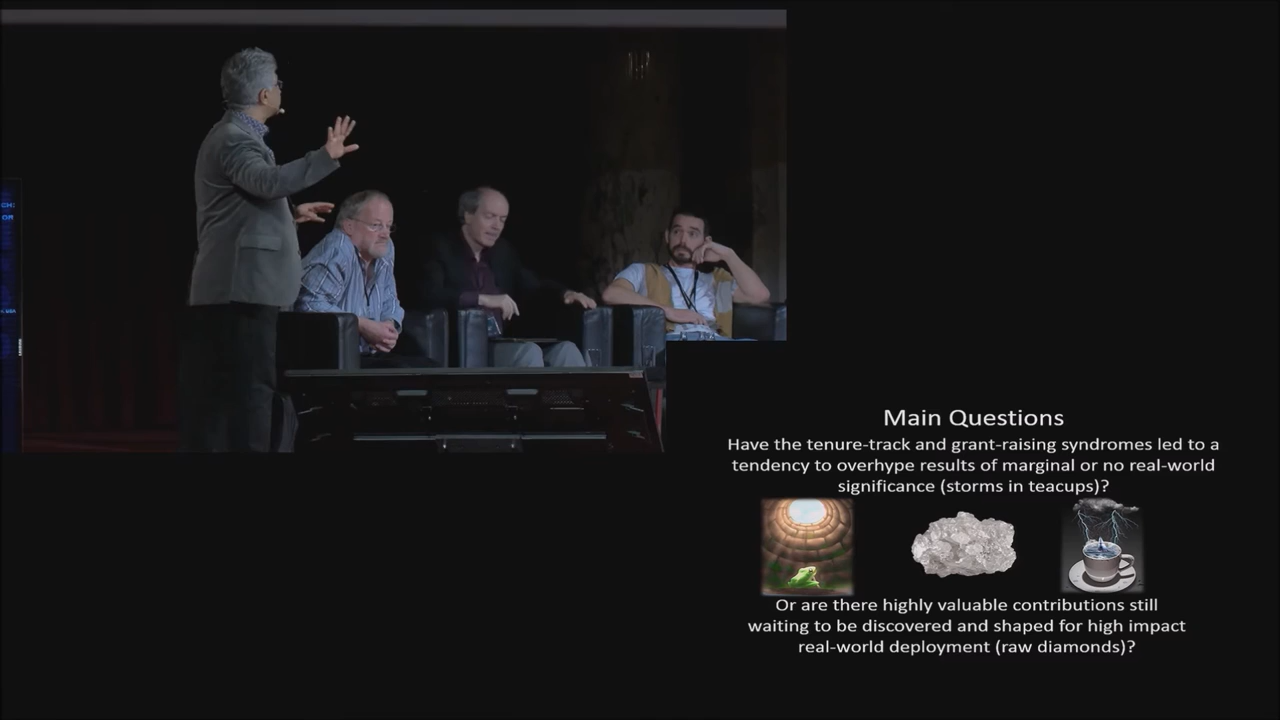 CH:
OR
Main Questions
Have the tenure-track and grant-raising syndromes led to a
tendency to overhype results of marginal or no real-world
significance (storms in teacups)?
Or are there highly valuable contributions still
waiting to be discovered and shaped for high impact
real-world deployment (raw diamonds)?